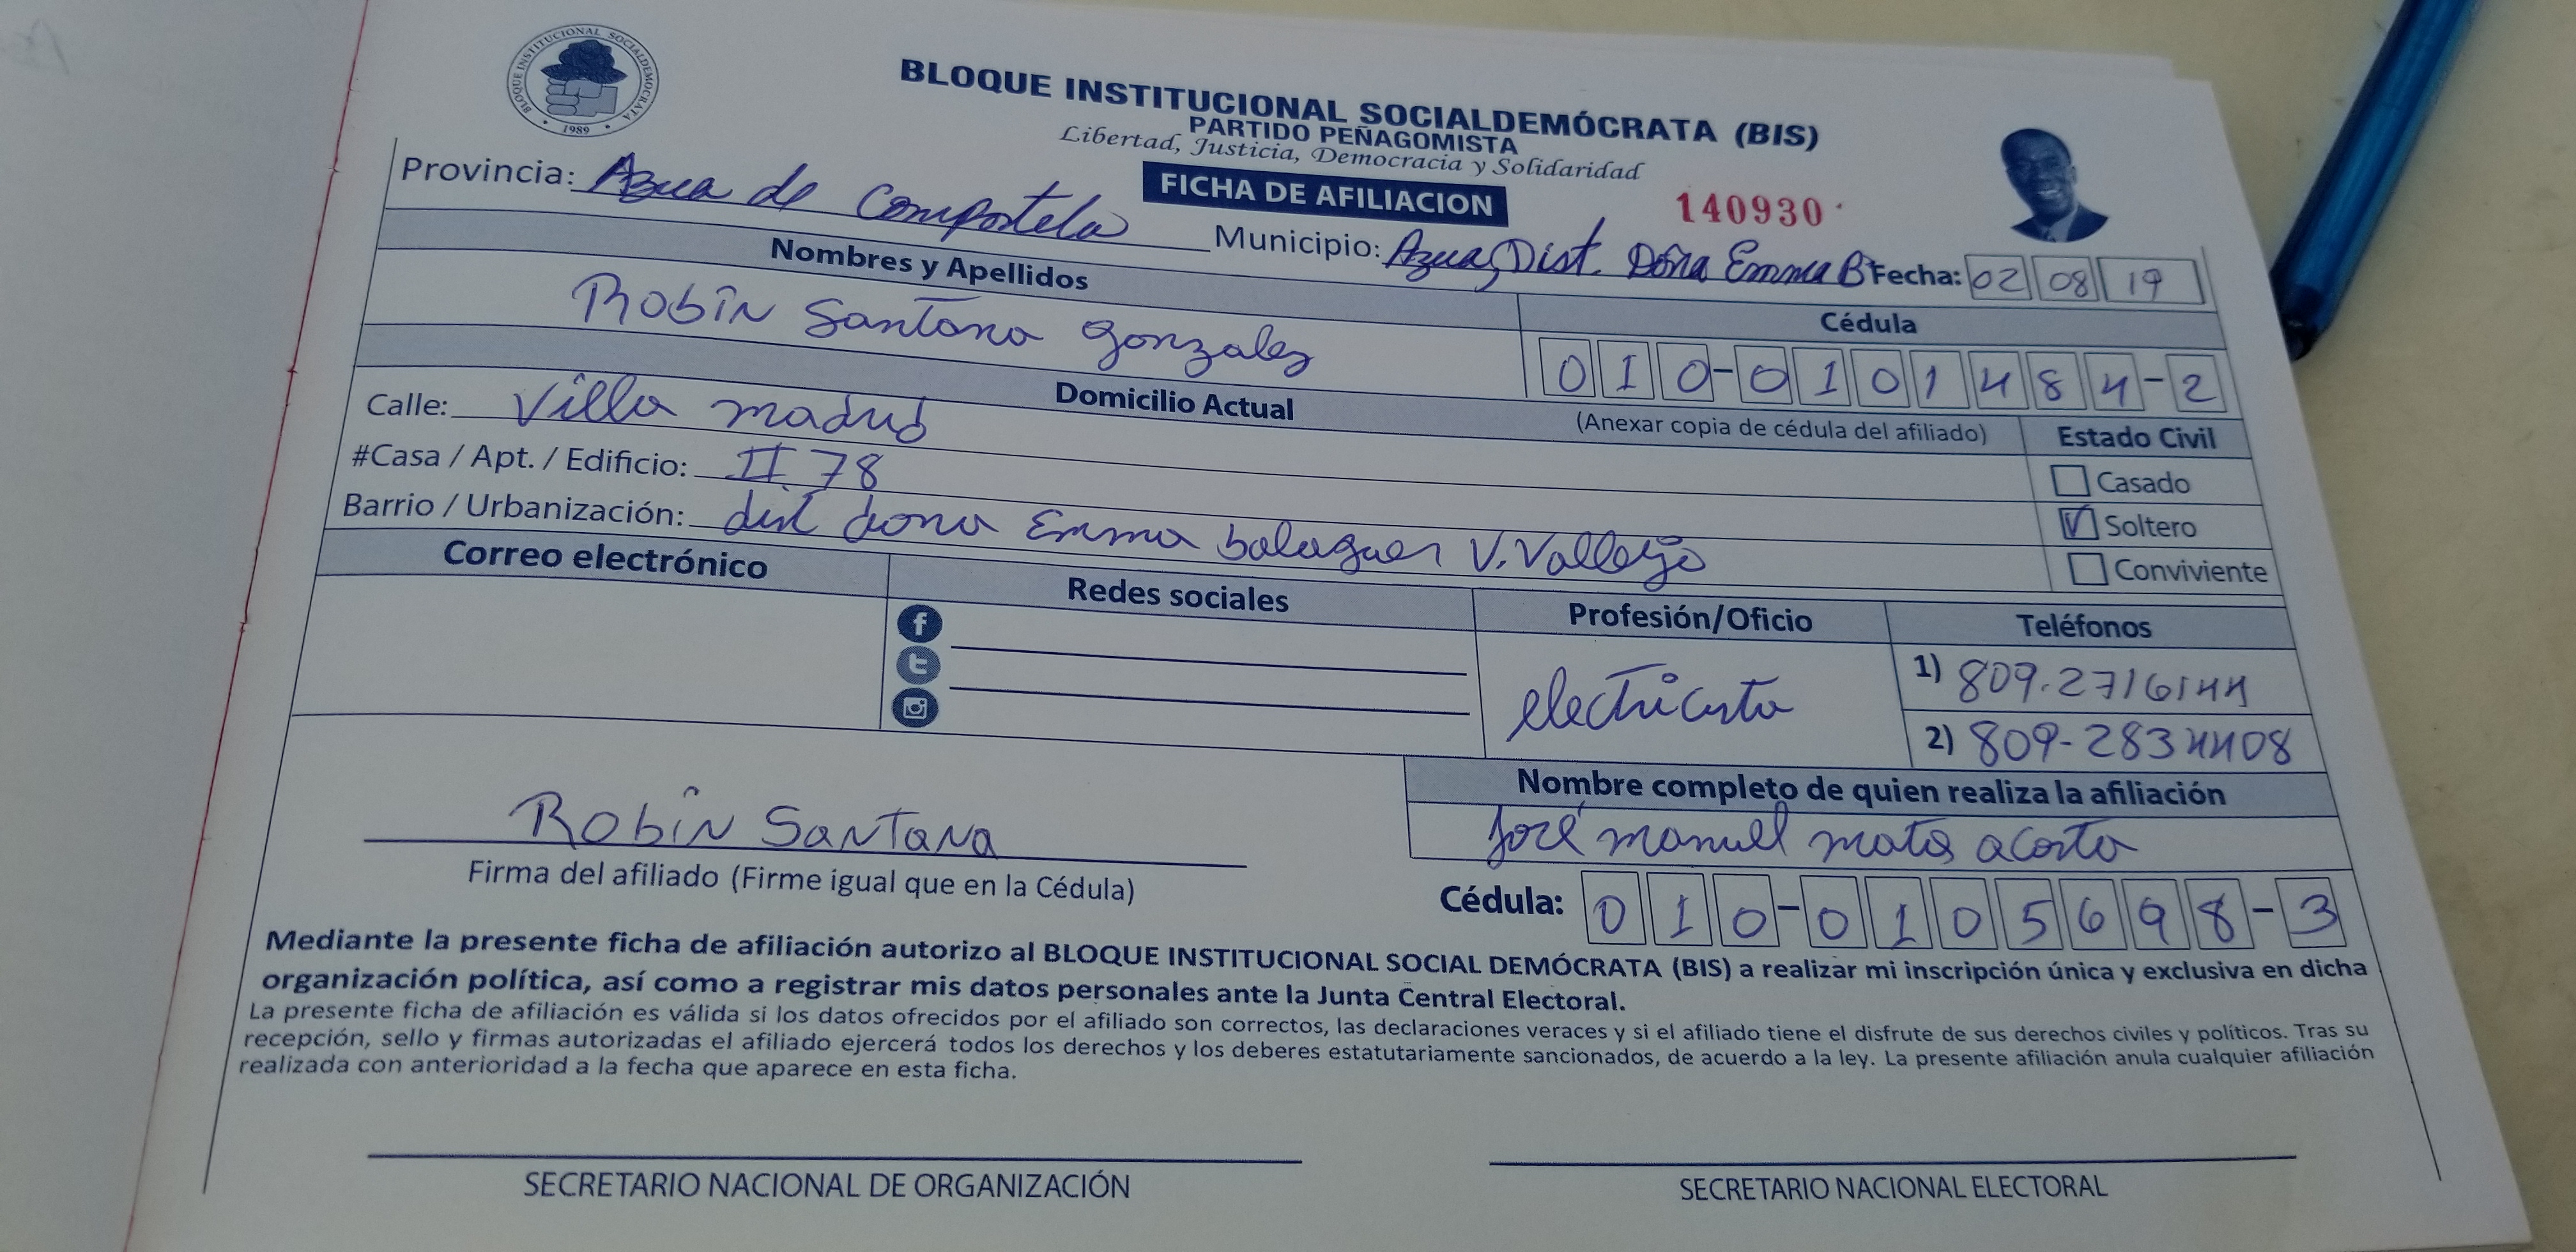 BLOQUE INSTITUCIONAL SOCIALDEMOCRATA
1989
BLOQUE INSTITUCIONAL SOCIALDEMÓCRATA (BIS)
PARTIDO PEÑAGOMISTA
Libertad, Justicia, Democracia y Solidaridad
FICHA DE AFILIACION
140930
Provincia: Azua de Compostela
Municipio: Azua, Dist. Doña Emma B
Fecha: 02 08 19
Nombres y Apellidos
Cédula
Robin Santana Gonzales
010-0101484-2
Domicilio Actual
(Anexar copia de cédula del afiliado)
Estado Civil
Calle: Villa madrid
#Casa / Apt. / Edificio: II. 78
Barrio / Urbanización: dist dona Emma balaguer V. Vallejo
Casado
Soltero
Conviviente
Correo electrónico
Redes sociales
Profesión/Oficio
Teléfonos
electricista
1) 809.2716144
2) 809-2834408
Nombre completo de quien realiza la afiliación
José manuel mota acosta
Cédula: 010-0105698-3
Robin Santana
Firma del afiliado (Firme igual que en la Cédula)
Mediante la presente ficha de afiliación autorizo al BLOQUE INSTITUCIONAL SOCIAL DEMÓCRATA (BIS) a realizar mi inscripción única y exclusiva en dicha
organización política, así como a registrar mis datos personales ante la Junta Central Electoral.
La presente ficha de afiliación es válida si los datos ofrecidos por el afiliado son correctos, las declaraciones veraces y si el afiliado tiene el disfrute de sus derechos civiles y políticos. Tras su
recepción, sello y firmas autorizadas el afiliado ejercerá todos los derechos y los deberes estatutariamente sancionados, de acuerdo a la ley. La presente afiliación anula cualquier afiliación
realizada con anterioridad a la fecha que aparece en esta ficha.
SECRETARIO NACIONAL DE ORGANIZACIÓN
SECRETARIO NACIONAL ELECTORAL